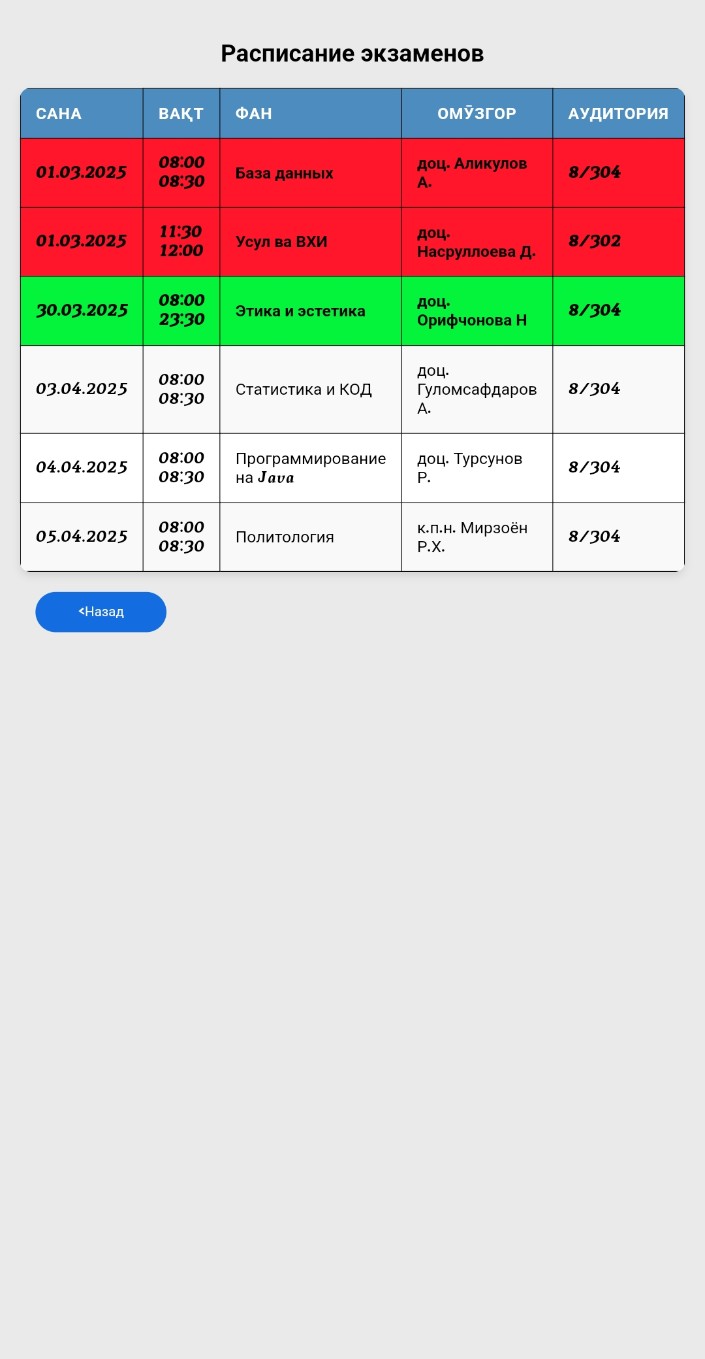 Расписание экзаменов
САНА ВАҚТ ФАН ОМӮЗГОР АУДИТОРИЯ
01.03.2025
08:00
08:30
База данных
доц. Аликулов
А.
8/304
01.03.2025
11:30
12:00
Усул ва ВХИ
доц.
Насруллоева Д.
8/302
30.03.2025
08:00
23:30
Этика и эстетика
доц.
Орифчонова Н
8/304
03.04.2025
08:00
08:30
Статистика и КОД
доц.
Гуломсафдаров
А.
8/304
04.04.2025
08:00
08:30
Программирование
на Java
доц. Турсунов
Р.
8/304
05.04.2025
08:00
08:30
Политология
к.п.н. Мирзоён
Р.Х.
8/304
<Назад